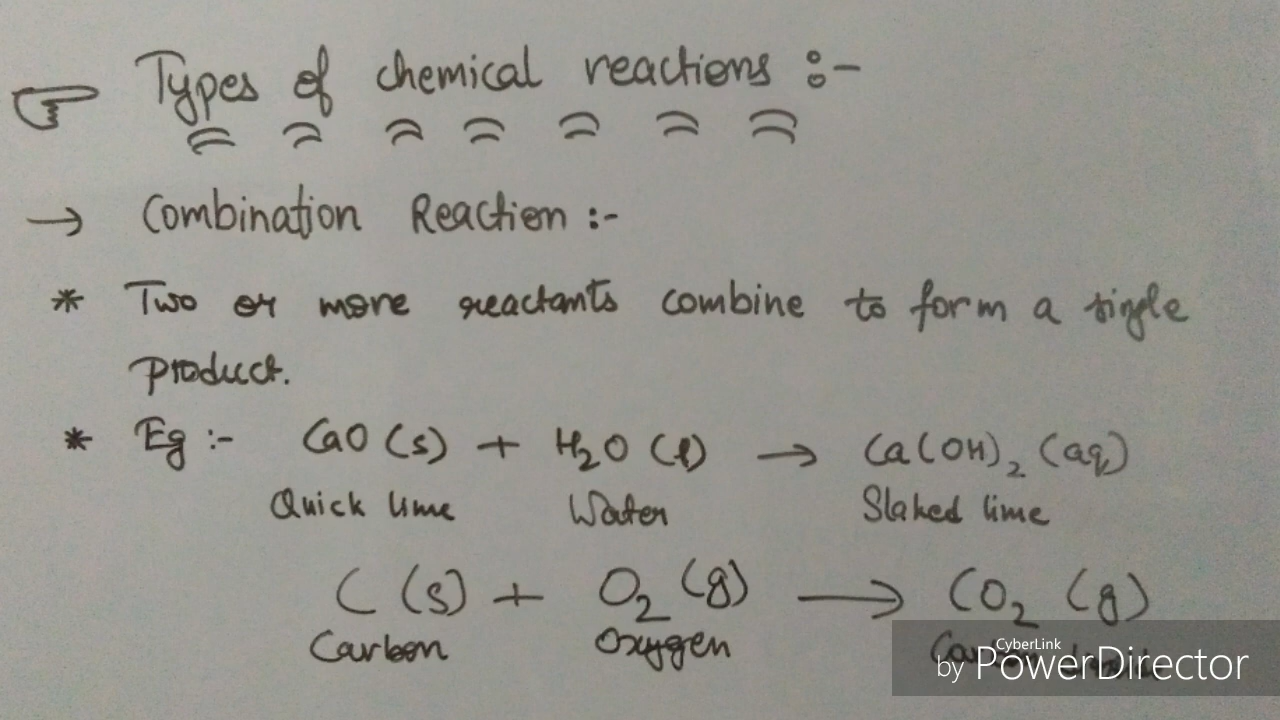 Types of chemical reactions :-
→ Combination Reaction :-
* Two or more reactants combine to form a single
product.
* Eg :- CaO (s) + H₂O (l) → Ca(OH)₂ (aq)
Quick lime Water Slaked lime
C (s) + O₂ (g) → CO₂ (g)
Carbon Oxygen
CyberLink
by PowerDirector